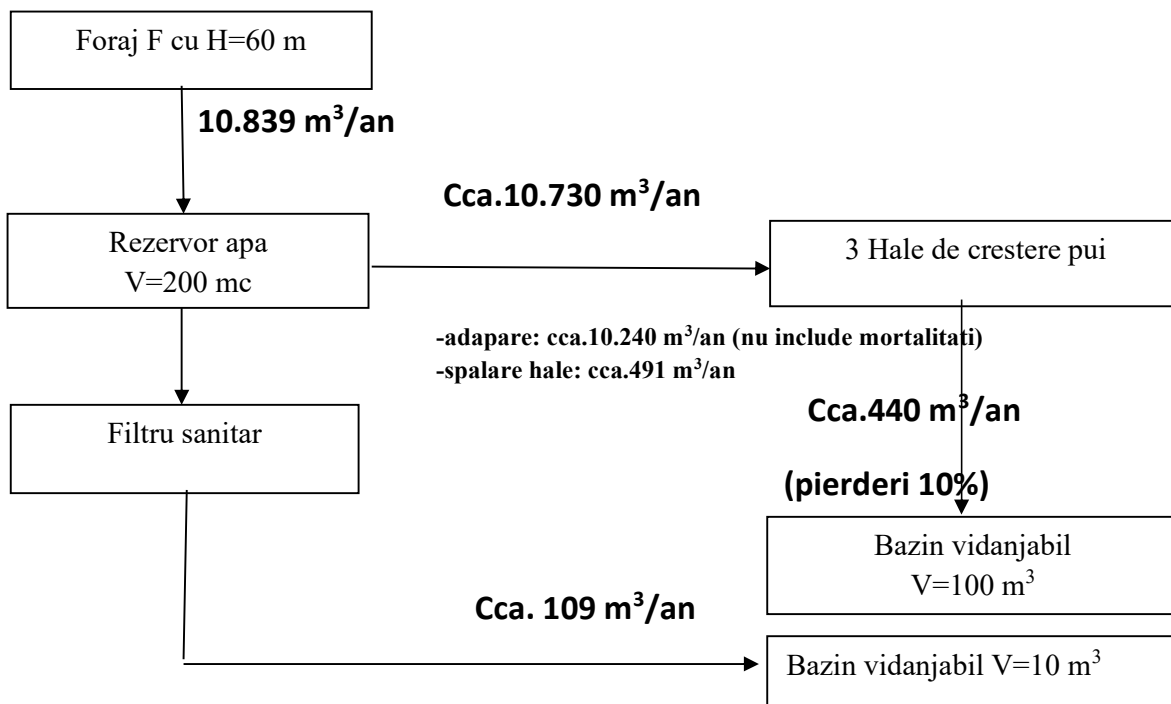 Foraj F cu H=60 m
10.839 m³/an
Cca.10.730 m³/an
Rezervor apa
V=200 mc
3 Hale de crestere pui
-adapare: cca.10.240 m³/an (nu include mortalitati)
-spalare hale: cca.491 m³/an
Filtru sanitar
Cca.440 m³/an
(pierderi 10%)
Bazin vidanjabil
V=100 m³
Cca. 109 m³/an
Bazin vidanjabil V=10 m³